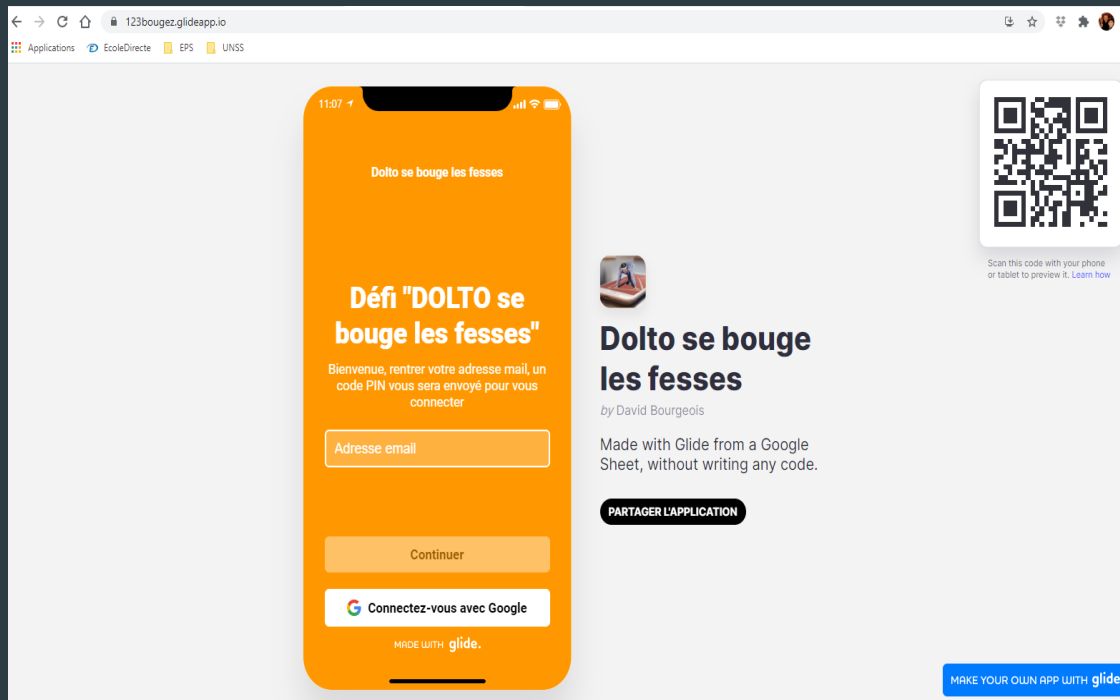 123bougez.glideapp.io
Applications EcoleDirecte EPS UNSS
11:07
Dolto se bouge les fesses
Défi "DOLTO se
bouge les fesses"
Bienvenue, rentrer votre adresse mail, un
code PIN vous sera envoyé pour vous
connecter
Adresse email
Continuer
Connectez-vous avec Google
MADE WITH glide.
Dolto se bouge
les fesses
by David Bourgeois
Made with Glide from a Google
Sheet, without writing any code.
PARTAGER L'APPLICATION
Scan this code with your phone
or tablet to preview it. Learn how
MAKE YOUR OWN APP WITH glide